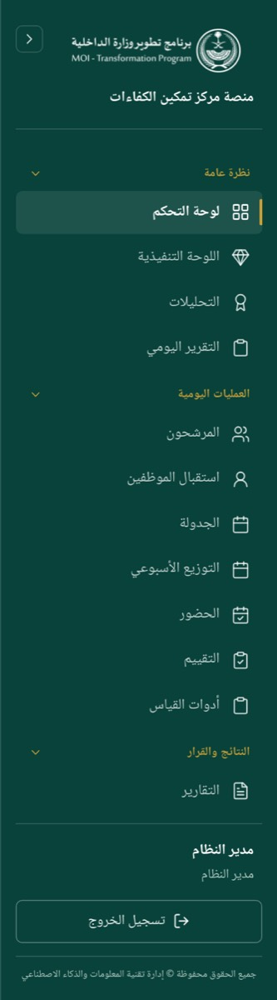 برنامج تطوير وزارة الداخلية
MOI - Transformation Program
منصة مركز تمكين الكفاءات
نظرة عامة
لوحة التحكم
اللوحة التنفيذية
التحليلات
التقرير اليومي
العمليات اليومية
المرشحون
استقبال الموظفين
الجدولة
التوزيع الأسبوعي
الحضور
التقييم
أدوات القياس
النتائج والقرار
التقارير
مدير النظام
مدير النظام
تسجيل الخروج
جميع الحقوق محفوظة © إدارة تقنية المعلومات والذكاء الاصطناعي